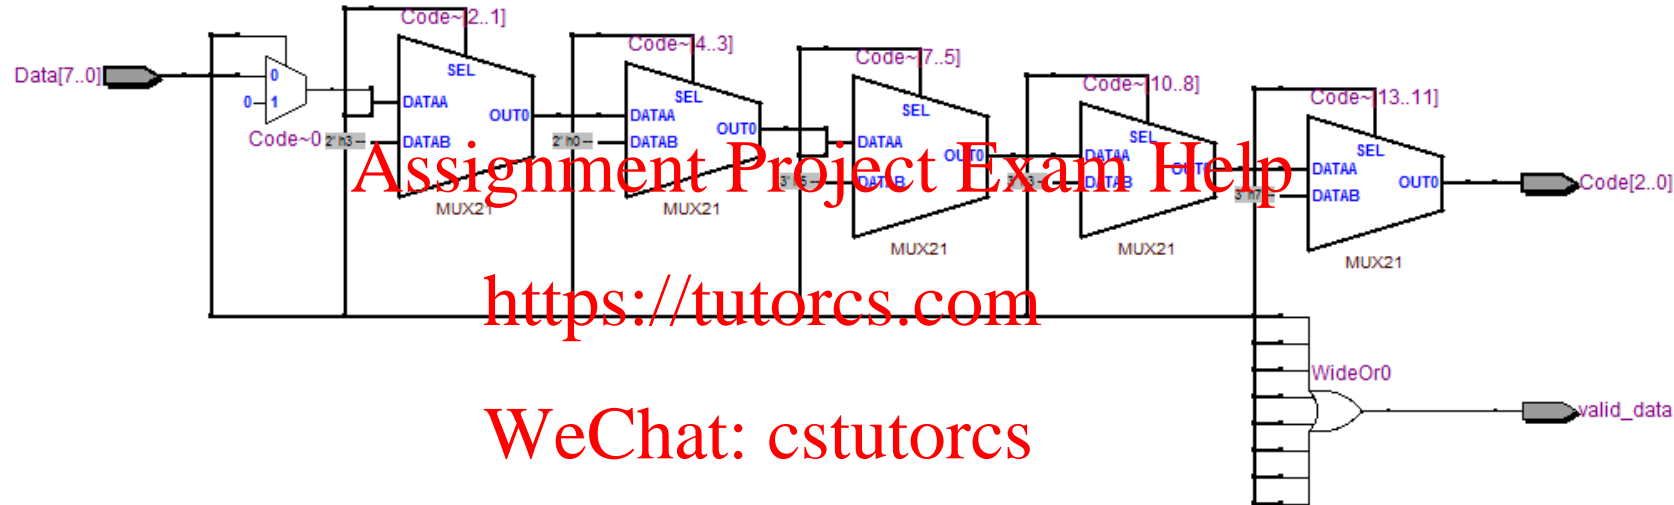 Code~[2..1]
Code~[4..3]
Code~[7..5]
Code~[10..8]
Code~[13..11]
Data[7..0]
0
0
1
Code~0
SEL
DATAA
OUT0
2' h3
DATAB
MUX21
SEL
DATAA
OUT0
2' h0
DATAB
MUX21
SEL
DATAA
OUT0
DATAB
MUX21
SEL
DATAA
OUT0
DATAB
MUX21
SEL
DATAA
OUT0
3' h7
DATAB
MUX21
Code[2..0]
Assignment Project Exam Help
https://tutorcs.com
WideOr0
valid_data
WeChat: cstutorcs